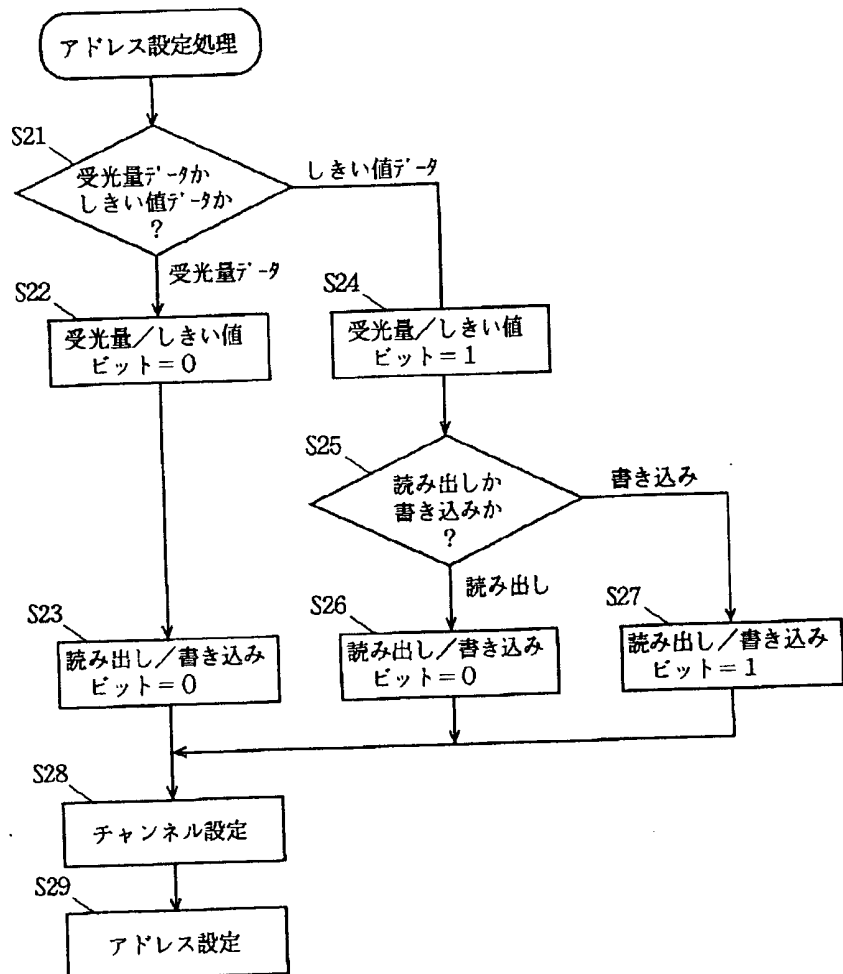 アドレス設定処理
S21
受光量データか
しきい値データか
?
しきい値データ
受光量データ
S22
受光量/しきい値
ビット=0
S24
受光量/しきい値
ビット=1
S25
読み出しか
書き込みか
?
書き込み
読み出し
S23
読み出し/書き込み
ビット=0
S26
読み出し/書き込み
ビット=0
S27
読み出し/書き込み
ビット=1
S28
チャンネル設定
S29
アドレス設定